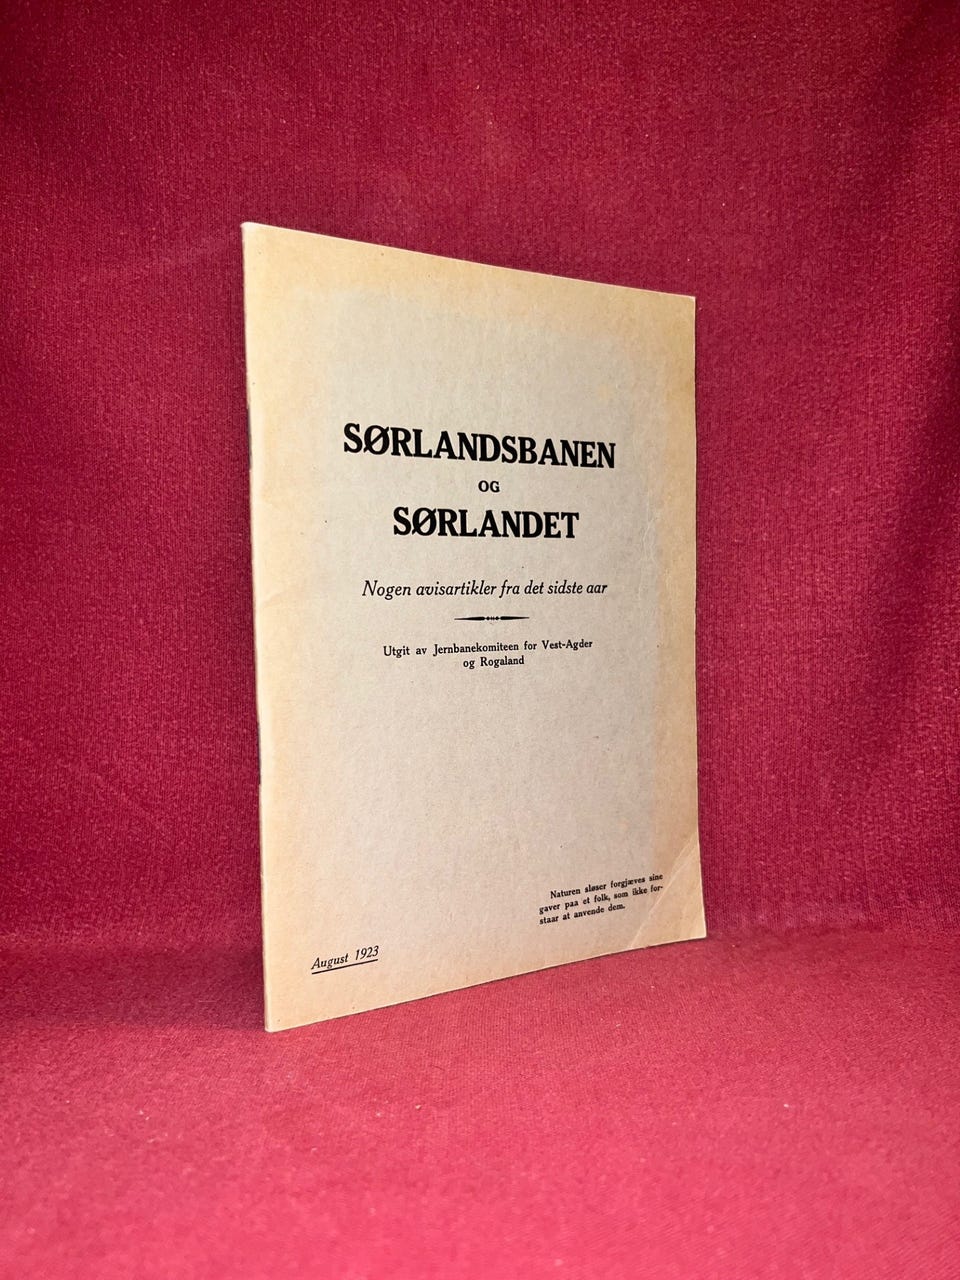 SØRLANDSBANEN
OG
SØRLANDET
Nogen avisartikler fra det sidste aar
Utgit av Jernbanekomiteen for Vest-Agder
og Rogaland
Naturen sløser forgjæves sine
gaver paa et folk, som ikke for-
staar at anvende dem.
August 1923